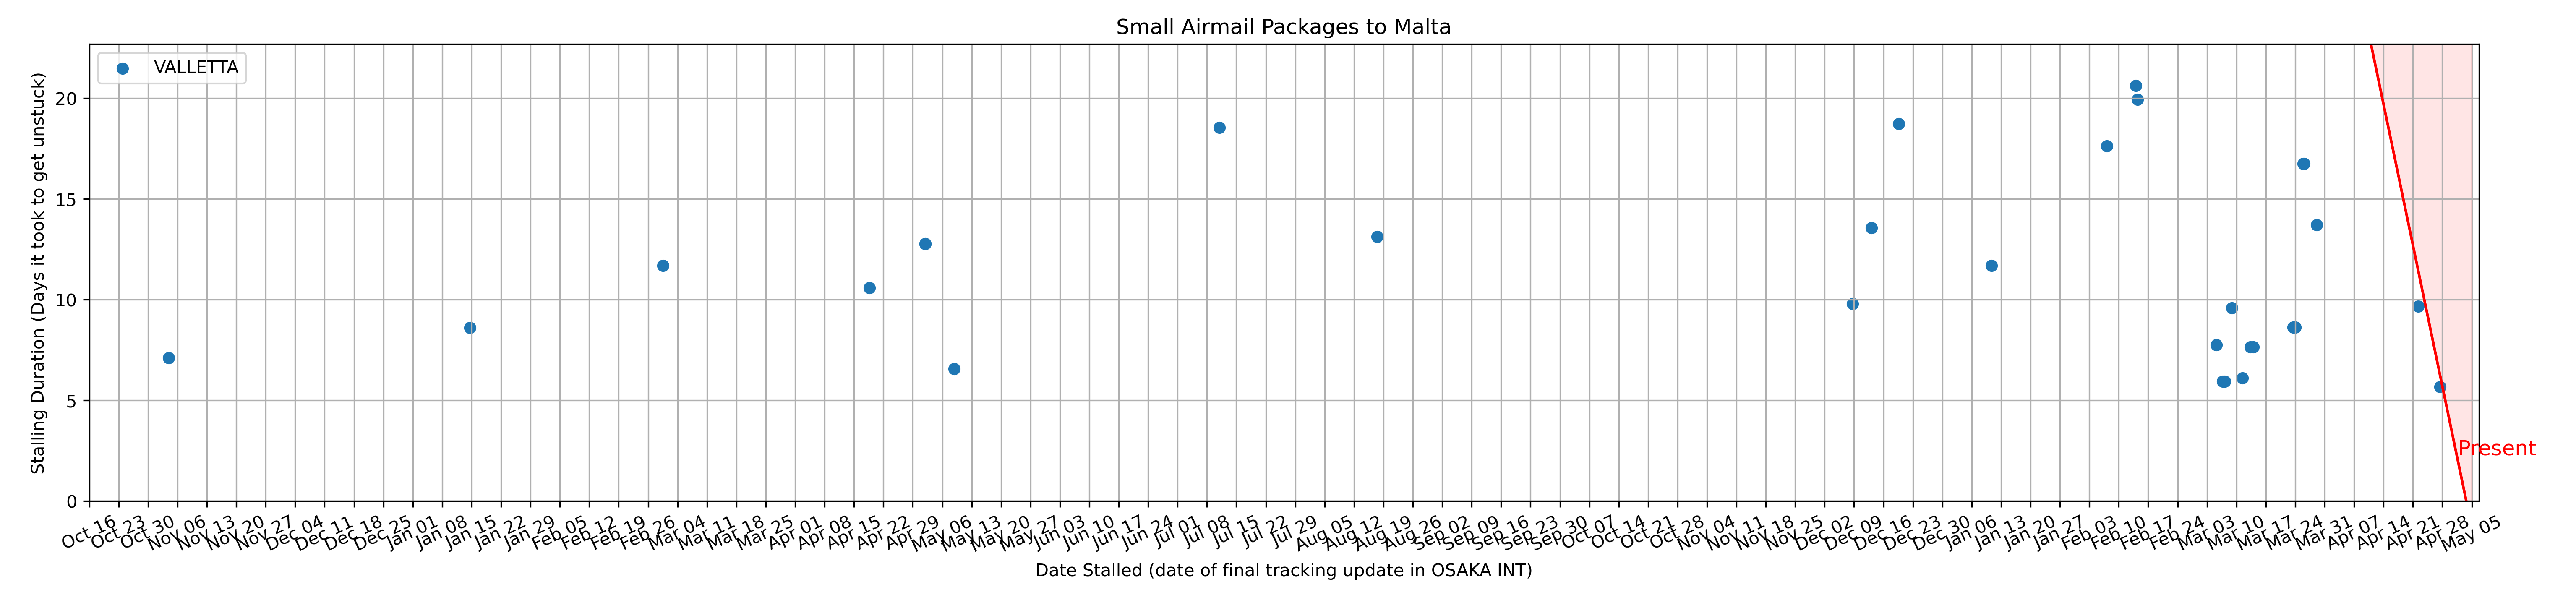 Small Airmail Packages to Malta
VALLETTA
Stalling Duration (Days it took to get unstuck)
20
15
10
5
0
Present
Oct 16
Oct 23
Oct 30
Nov 06
Nov 13
Nov 20
Nov 27
Dec 04
Dec 11
Dec 18
Dec 25
Jan 01
Jan 08
Jan 15
Jan 22
Jan 29
Feb 05
Feb 12
Feb 19
Feb 26
Mar 04
Mar 11
Mar 18
Mar 25
Apr 01
Apr 08
Apr 15
Apr 22
Apr 29
May 06
May 13
May 20
May 27
Jun 03
Jun 10
Jun 17
Jun 24
Jul 01
Jul 08
Jul 15
Jul 22
Jul 29
Aug 05
Aug 12
Aug 19
Aug 26
Sep 02
Sep 09
Sep 16
Sep 23
Sep 30
Oct 07
Oct 14
Oct 21
Oct 28
Nov 04
Nov 11
Nov 18
Nov 25
Dec 02
Dec 09
Dec 16
Dec 23
Dec 30
Jan 06
Jan 13
Jan 20
Jan 27
Feb 03
Feb 10
Feb 17
Feb 24
Mar 03
Mar 10
Mar 17
Mar 24
Mar 31
Apr 07
Apr 14
Apr 21
Apr 28
May 05
Date Stalled (date of final tracking update in OSAKA INT)